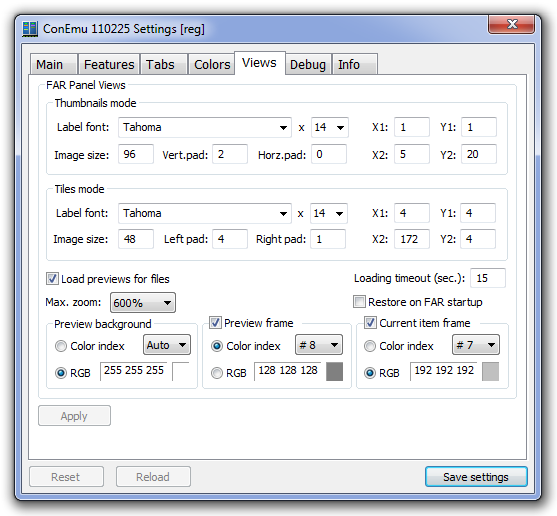 ConEmu 110225 Settings [reg]
Main Features Tabs Colors Views Debug Info
FAR Panel Views
Thumbnails mode
Label font: Tahoma x 14 X1: 1 Y1: 1
Image size: 96 Vert.pad: 2 Horz.pad: 0 X2: 5 Y2: 20
Tiles mode
Label font: Tahoma x 14 X1: 4 Y1: 4
Image size: 48 Left pad: 4 Right pad: 1 X2: 172 Y2: 4
Load previews for files Loading timeout (sec.): 15
Max. zoom: 600% Restore on FAR startup
Preview background Preview frame Current item frame
Color index Auto Color index # 8 Color index # 7
RGB 255 255 255 RGB 128 128 128 RGB 192 192 192
Apply
Reset Reload Save settings